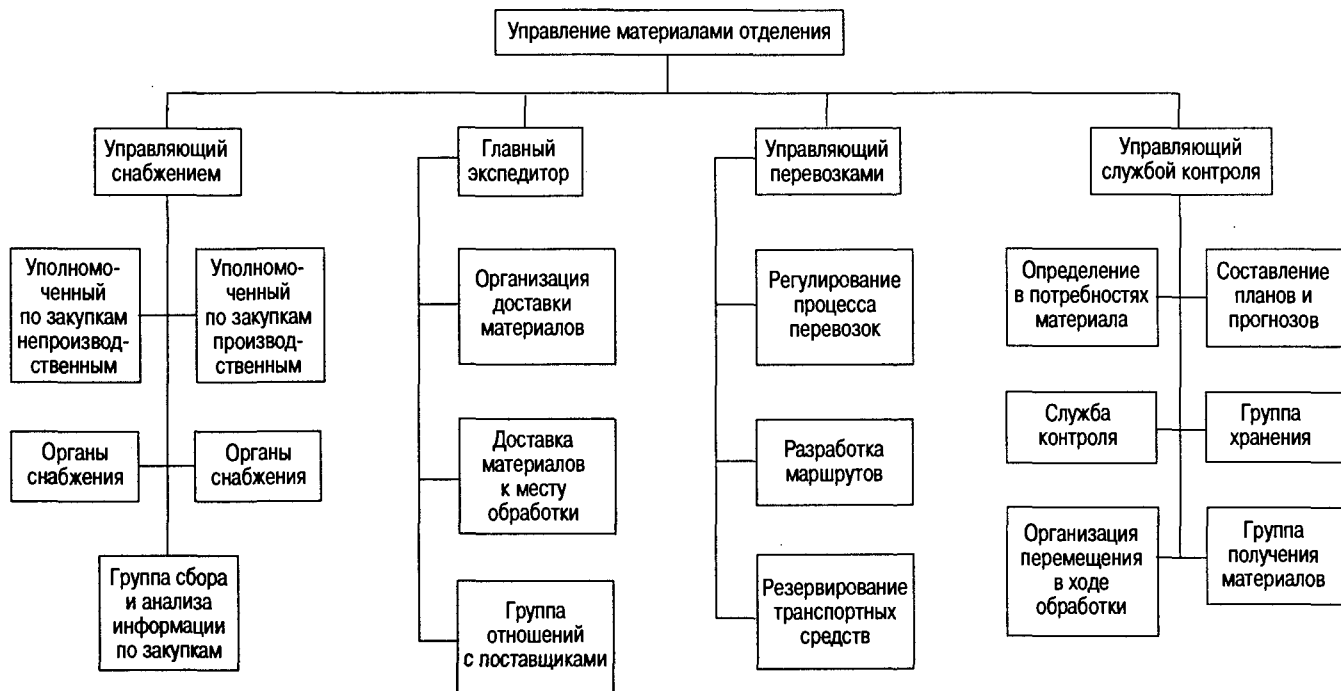 Управление материалами отделения
Управляющий
снабжением
Главный
экспедитор
Управляющий
перевозками
Управляющий
службой контроля
Уполномо-
ченный
по закупкам
непроизвод-
ственным
Уполномо-
ченный
по закупкам
производ-
ственным
Организация
доставки
материалов
Регулирование
процесса
перевозок
Определение
в потребностях
материала
Составление
планов и
прогнозов
Органы
снабжения
Органы
снабжения
Доставка
материалов
к месту
обработки
Разработка
маршрутов
Служба
контроля
Группа
хранения
Группа сбора
и анализа
информации
по закупкам
Группа
отношений
с поставщиками
Резервирование
транспортных
средств
Организация
перемещения
в ходе
обработки
Группа
получения
материалов